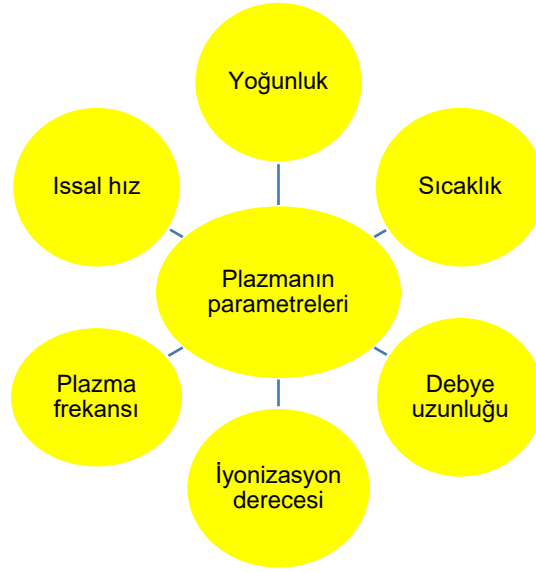 Yoğunluk
Issal hız
Sıcaklık
Plazmanın
parametreleri
Plazma
frekansı
Debye
uzunluğu
İyonizasyon
derecesi